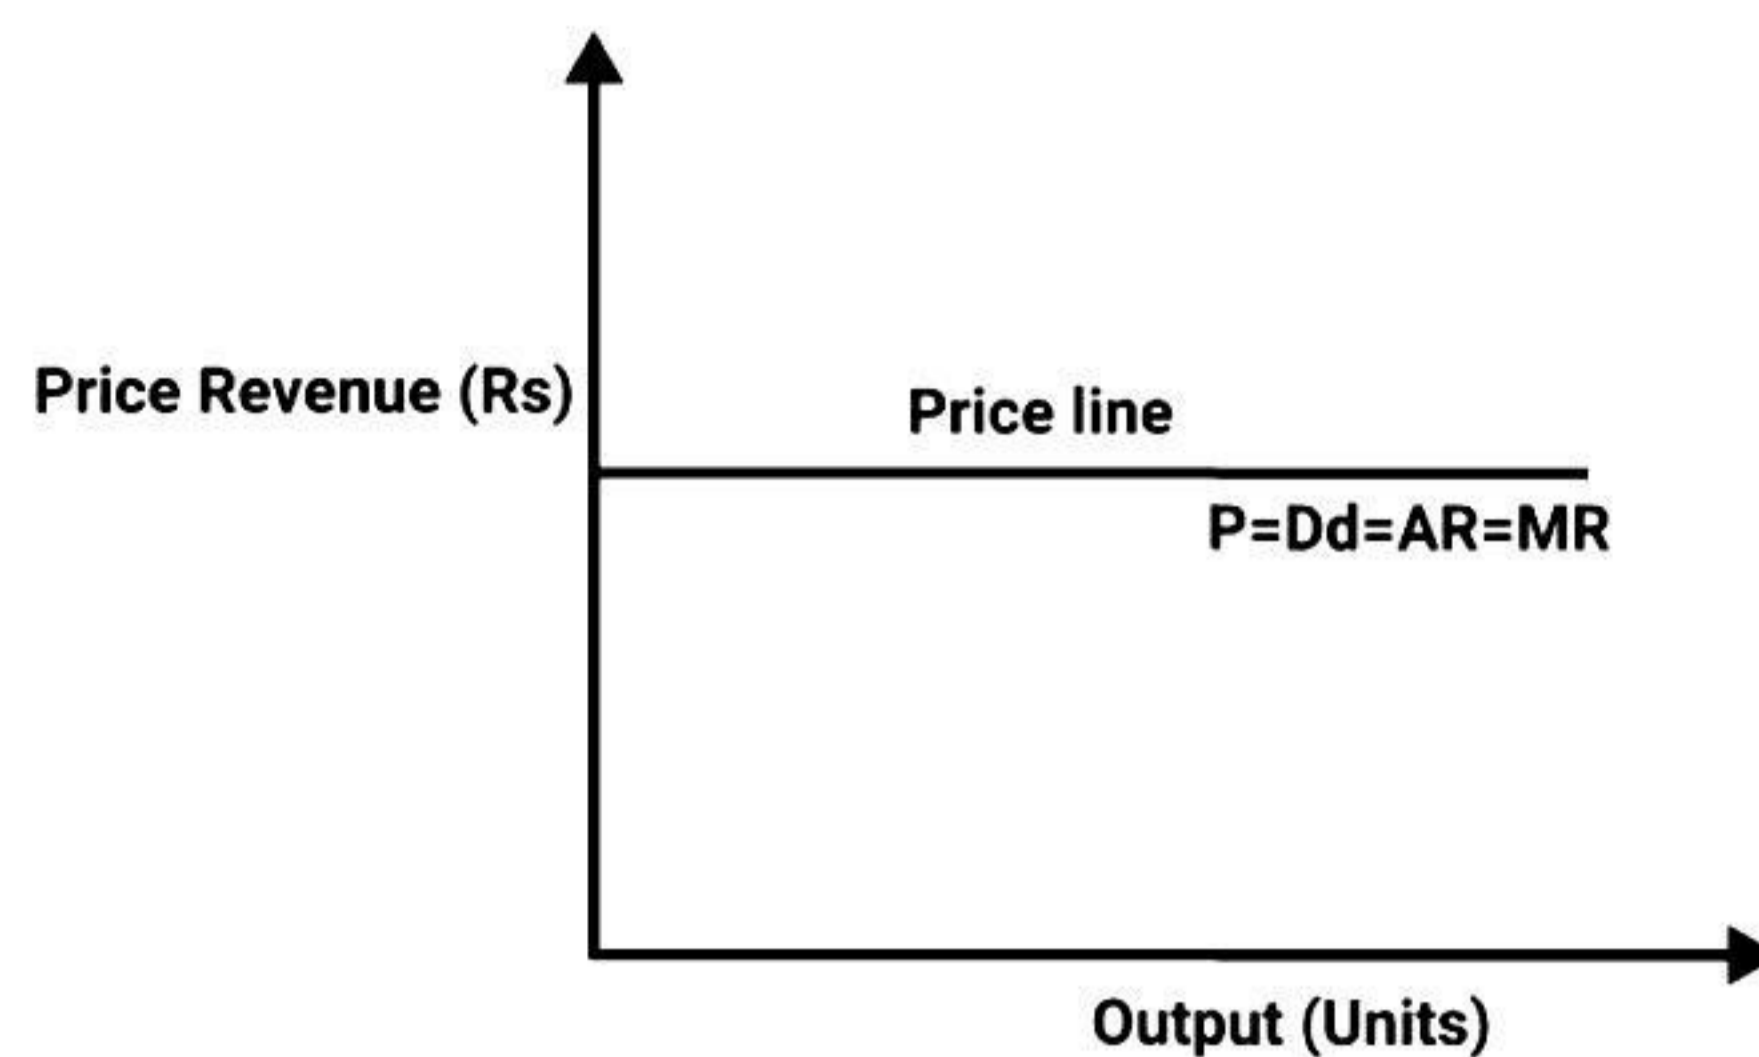 Price Revenue (Rs)
Price line
P=Dd=AR=MR
Output (Units)